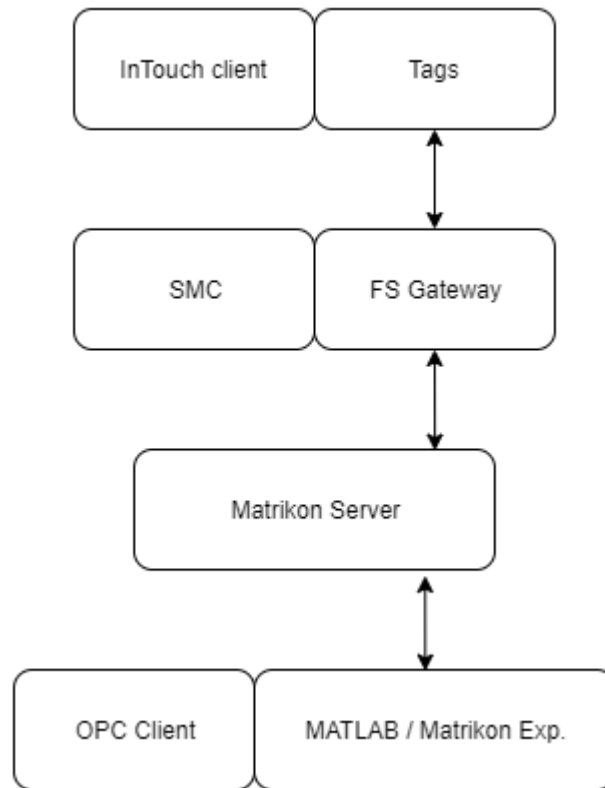 InTouch client
Tags
SMC
FS Gateway
Matrikon Server
OPC Client
MATLAB / Matrikon Exp.